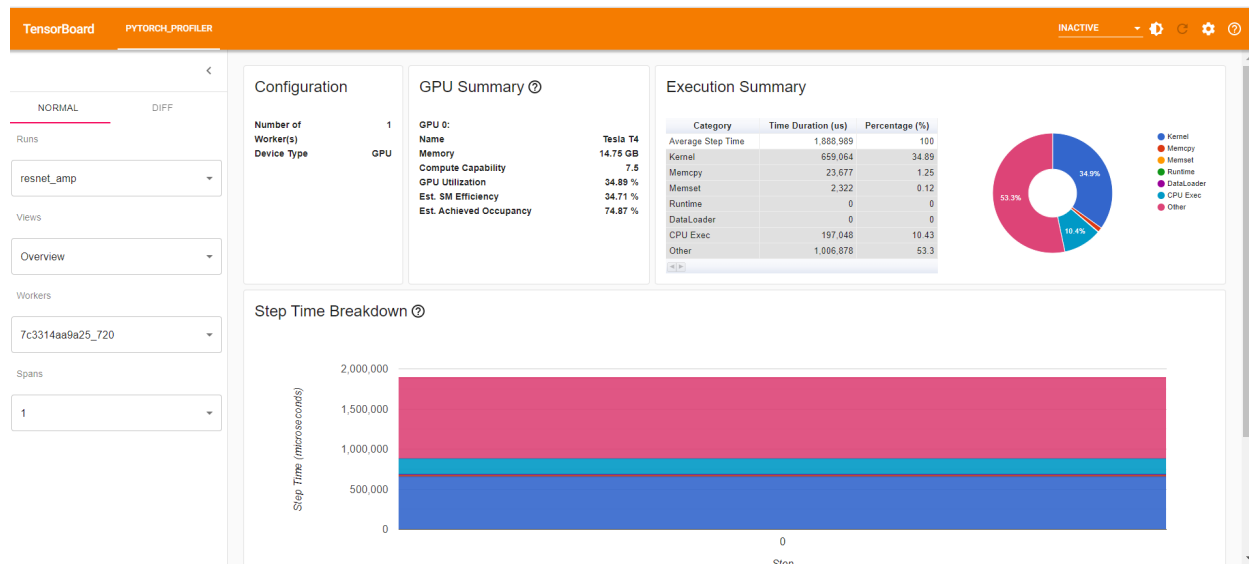 TensorBoard
PYTORCH_PROFILER
INACTIVE
NORMAL DIFF
Runs
resnet_amp
Views
Overview
Workers
7c3314aa9a25_720
Spans
1
Configuration
Number of Worker(s) 1
Device Type GPU
GPU Summary
GPU 0:
Name Tesla T4
Memory 14.75 GB
Compute Capability 7.5
GPU Utilization 34.89 %
Est. SM Efficiency 34.71 %
Est. Achieved Occupancy 74.87 %
Execution Summary
Category Time Duration (us) Percentage (%)
Average Step Time 1,888,989 100
Kernel 659,064 34.89
Memcpy 23,677 1.25
Memset 2,322 0.12
Runtime 0 0
DataLoader 0 0
CPU Exec 197,048 10.43
Other 1,006,878 53.3
34.9%
53.3%
10.4%
Kernel
Memcpy
Memset
Runtime
DataLoader
CPU Exec
Other
Step Time Breakdown
Step Time (microseconds)
2,000,000
1,500,000
1,000,000
500,000
0
0
Step